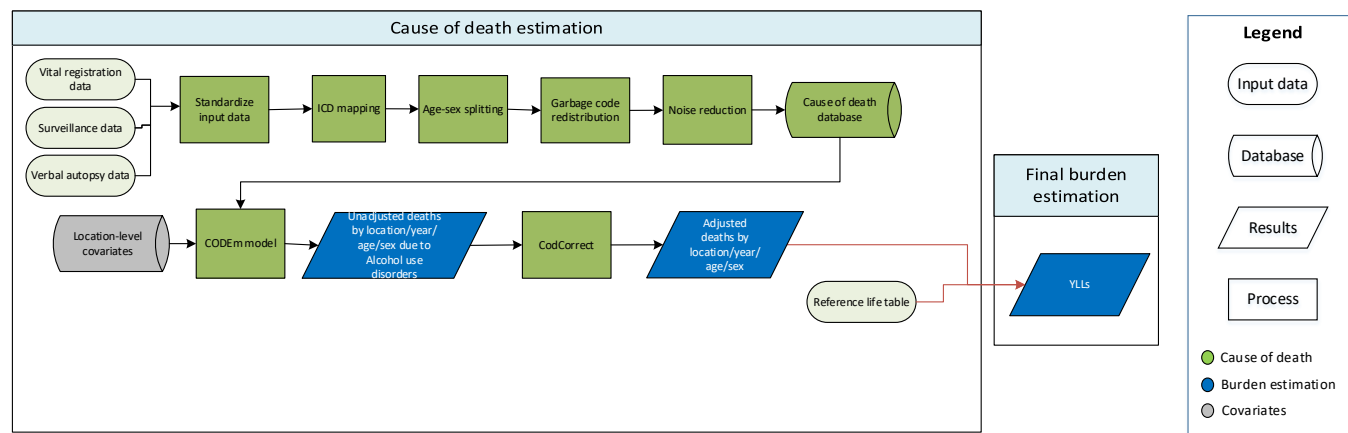 Cause of death estimation
Vital registration
data
Surveillance data
Verbal autopsy data
Standardize
input data
ICD mapping
Age-sex splitting
Garbage code
redistribution
Noise reduction
Cause of death
database
Location-level
covariates
CODEm model
Unadjusted deaths
by location/year/
age/sex due to
Alcohol use
disorders
CodCorrect
Adjusted
deaths by
location/year/
age/sex
Reference life table
Final burden
estimation
YLLs
Legend
Input data
Database
Results
Process
Cause of death
Burden estimation
Covariates